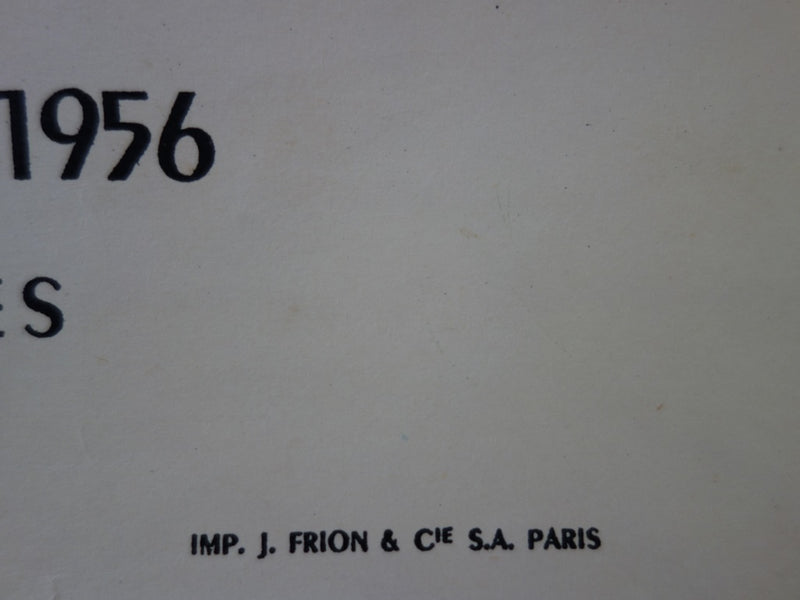 1956
ES
IMP. J. FRION & CIE S.A. PARIS